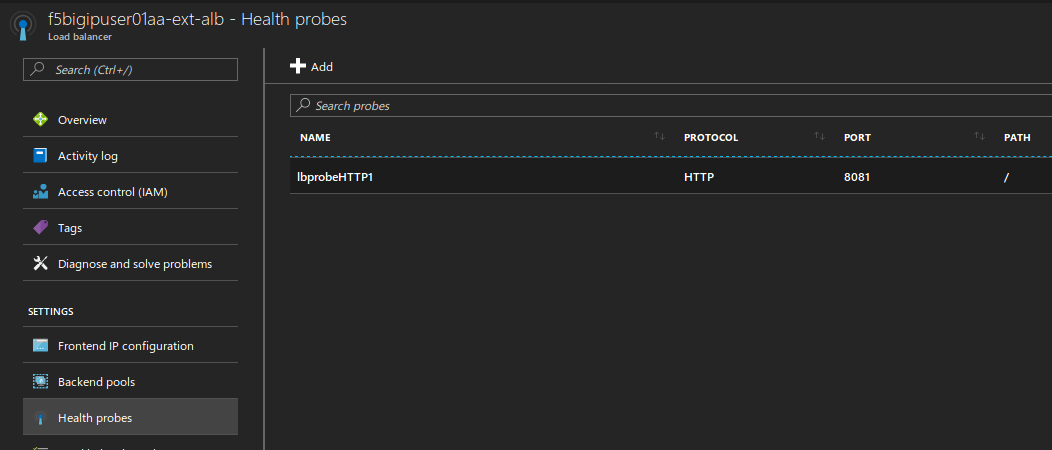 f5bigipuser01aa-ext-alb - Health probes
Load balancer
Search (Ctrl+/)
Overview
Activity log
Access control (IAM)
Tags
Diagnose and solve problems
SETTINGS
Frontend IP configuration
Backend pools
Health probes
Add
Search probes
NAME PROTOCOL PORT PATH
lbprobeHTTP1 HTTP 8081 /